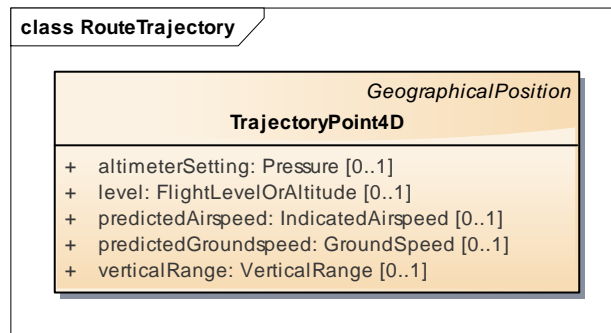 class RouteTrajectory
GeographicalPosition
TrajectoryPoint4D
+ altimeterSetting: Pressure [0..1]
+ level: FlightLevelOrAltitude [0..1]
+ predictedAirspeed: IndicatedAirspeed [0..1]
+ predictedGroundspeed: GroundSpeed [0..1]
+ verticalRange: VerticalRange [0..1]